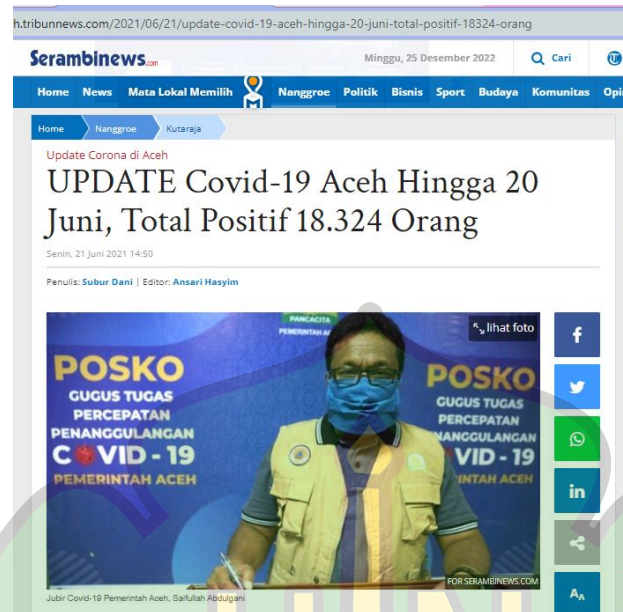 h.tribunnews.com/2021/06/21/update-covid-19-aceh-hingga-20-juni-total-positif-18324-orang
Serambinews.com
Minggu, 25 Desember 2022
Cari
Home News Mata Lokal Memilih Nanggroe Politik Bisnis Sport Budaya Komunitas Opi
Home Nanggroe Kutaraja
Update Corona di Aceh
UPDATE Covid-19 Aceh Hingga 20
Juni, Total Positif 18.324 Orang
Senin, 21 Juni 2021 14:50
Penulis: Subur Dani | Editor: Ansari Hasyim
lihat foto
PANCACITA
PEMERINTAH A
POSKO
GUGUS TUGAS
PERCEPATAN
PENANGGULANGAN
COVID - 19
PEMERINTAH ACEH
POSKO
GUGUS TUGAS
PERCEPATAN
NANGGULANGAN
VID - 19
INTAH ACEH
FOR SERAMBINEWS.COM
Jubir Covid-19 Pemerintah Aceh, Saifullah Abdulgani
f
in
AA